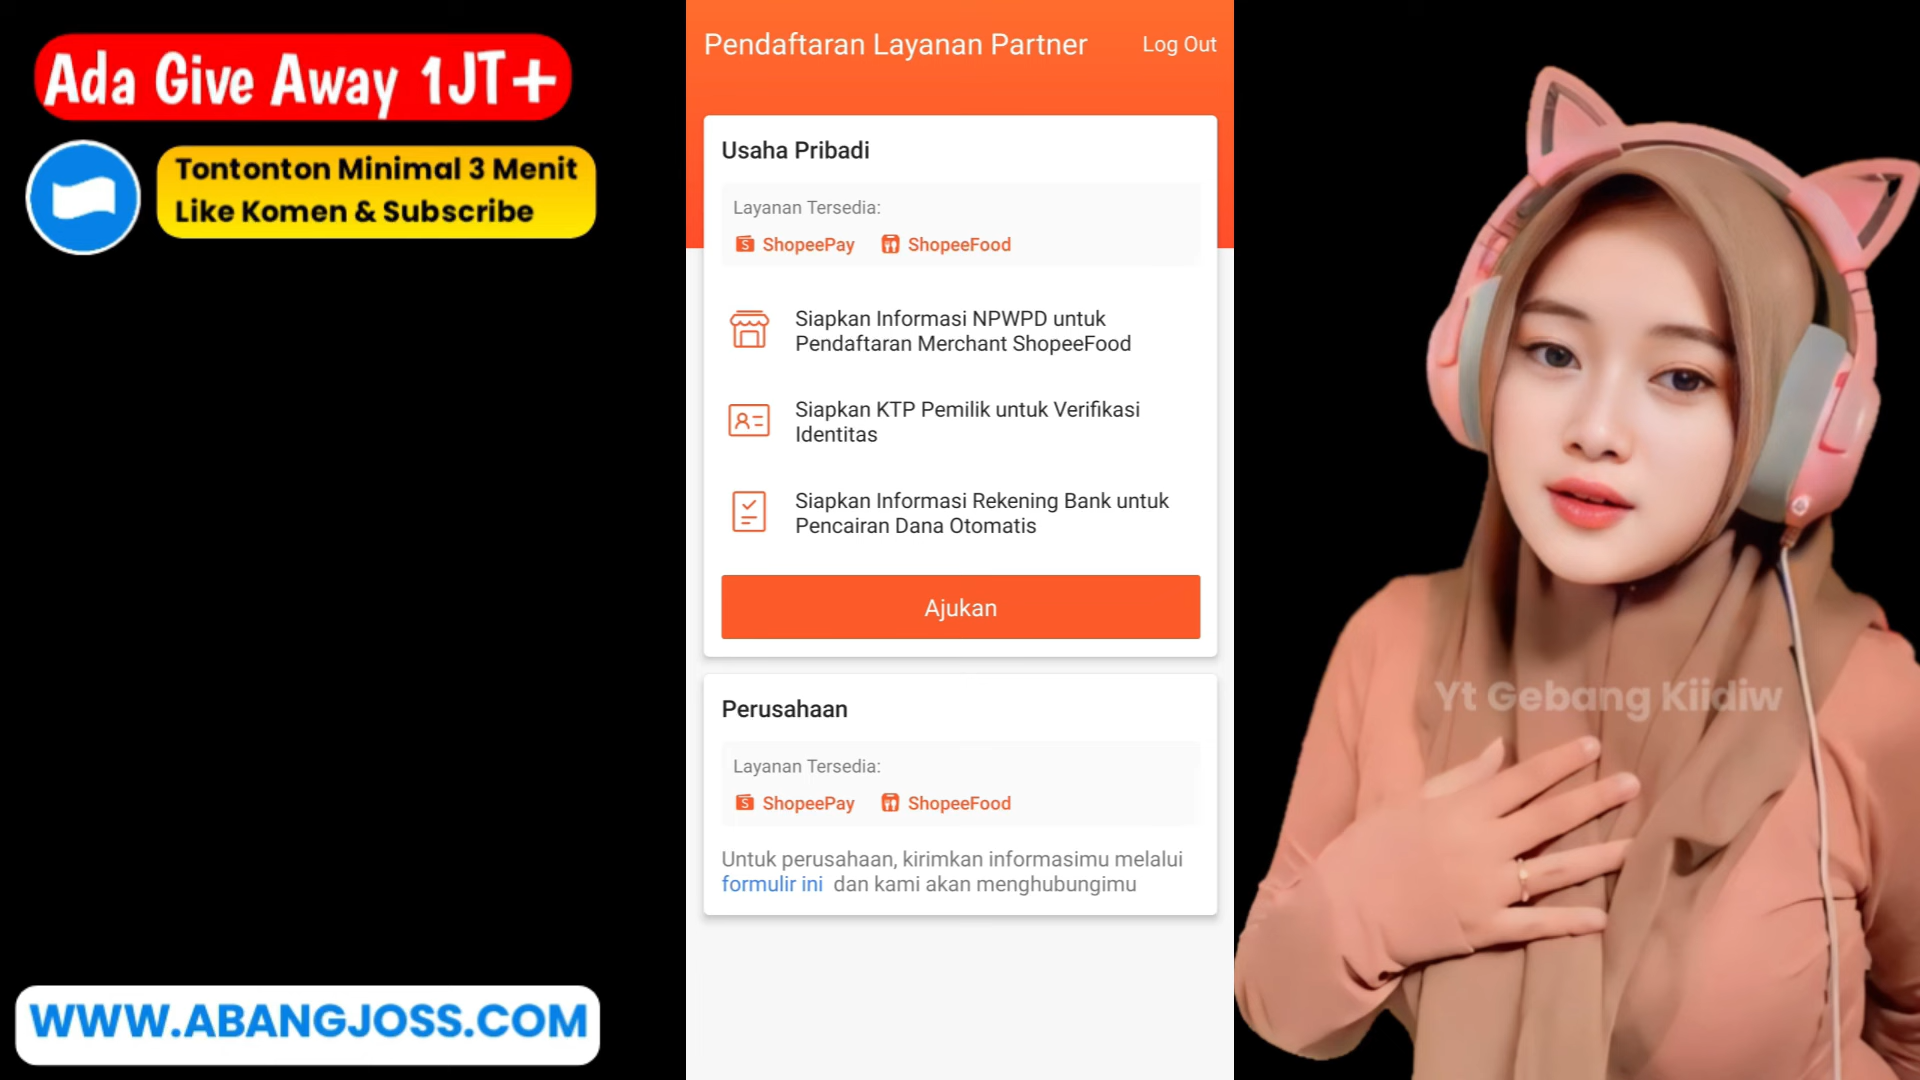 Ada Give Away 1JT+
Tontonton Minimal 3 Menit
Like Komen & Subscribe
Pendaftaran Layanan Partner
Log Out
Usaha Pribadi
Layanan Tersedia:
ShopeePay
ShopeeFood
Siapkan Informasi NPWPD untuk
Pendaftaran Merchant ShopeeFood
Siapkan KTP Pemilik untuk Verifikasi
Identitas
Siapkan Informasi Rekening Bank untuk
Pencairan Dana Otomatis
Ajukan
Perusahaan
Layanan Tersedia:
ShopeePay
ShopeeFood
Untuk perusahaan, kirimkan informasimu melalui
formulir ini dan kami akan menghubungimu
Yt Gebang Kiidiw
WWW.ABANGJOSS.COM